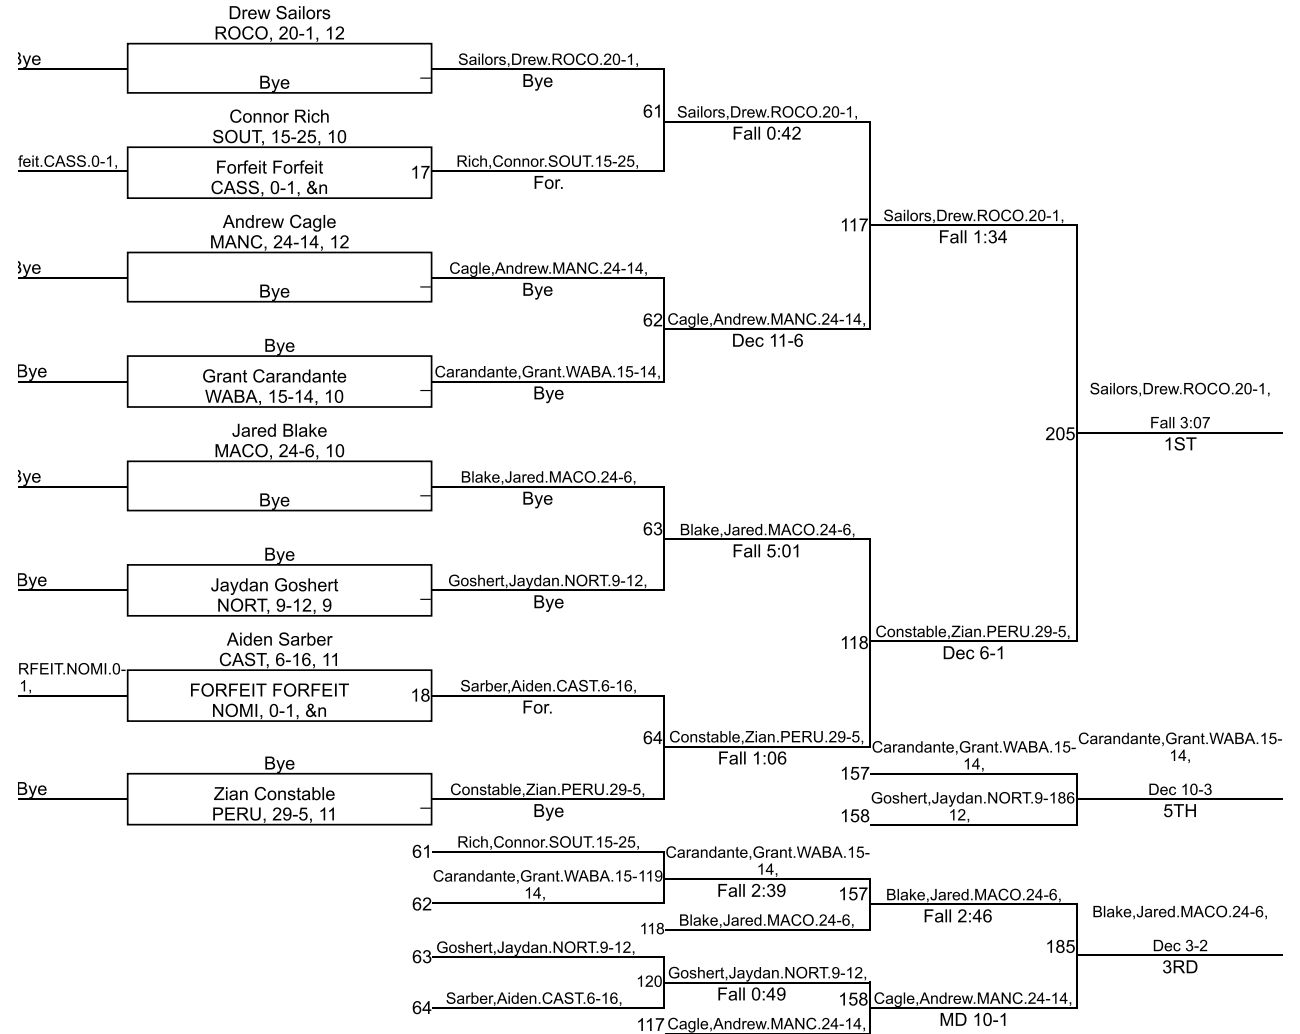 Drew Sailors
ROCO, 20-1, 12
Bye
Bye
Sailors,Drew.ROCO.20-1,
Bye
61
Sailors,Drew.ROCO.20-1,
Fall 0:42
Connor Rich
SOUT, 15-25, 10
feit.CASS.0-1,
Forfeit Forfeit
CASS, 0-1, &n
17
Rich,Connor.SOUT.15-25,
For.
117
Sailors,Drew.ROCO.20-1,
Fall 1:34
Andrew Cagle
MANC, 24-14, 12
Bye
Bye
Cagle,Andrew.MANC.24-14,
Bye
62
Cagle,Andrew.MANC.24-14,
Dec 11-6
Bye
Bye
Grant Carandante
WABA, 15-14, 10
Carandante,Grant.WABA.15-14,
Bye
205
Sailors,Drew.ROCO.20-1,
Fall 3:07
1ST
Jared Blake
MACO, 24-6, 10
Bye
Bye
Blake,Jared.MACO.24-6,
Bye
63
Blake,Jared.MACO.24-6,
Fall 5:01
Bye
Bye
Jaydan Goshert
NORT, 9-12, 9
Goshert,Jaydan.NORT.9-12,
Bye
118
Constable,Zian.PERU.29-5,
Dec 6-1
Aiden Sarber
CAST, 6-16, 11
RFEIT.NOMI.0-
1,
FORFEIT FORFEIT
NOMI, 0-1, &n
18
Sarber,Aiden.CAST.6-16,
For.
64
Constable,Zian.PERU.29-5,
Fall 1:06
Bye
Bye
Zian Constable
PERU, 29-5, 11
Constable,Zian.PERU.29-5,
Bye
157
Carandante,Grant.WABA.15-
14,
158
Goshert,Jaydan.NORT.9-
12,
186
Carandante,Grant.WABA.15-
14,
Dec 10-3
5TH
61
Rich,Connor.SOUT.15-25,
62
Carandante,Grant.WABA.15-
14,
119
Carandante,Grant.WABA.15-
14,
Fall 2:39
118
Blake,Jared.MACO.24-6,
157
Blake,Jared.MACO.24-6,
Fall 2:46
63
Goshert,Jaydan.NORT.9-12,
64
Sarber,Aiden.CAST.6-16,
120
Goshert,Jaydan.NORT.9-12,
Fall 0:49
117
Cagle,Andrew.MANC.24-14,
158
Cagle,Andrew.MANC.24-14,
MD 10-1
185
Blake,Jared.MACO.24-6,
Dec 3-2
3RD